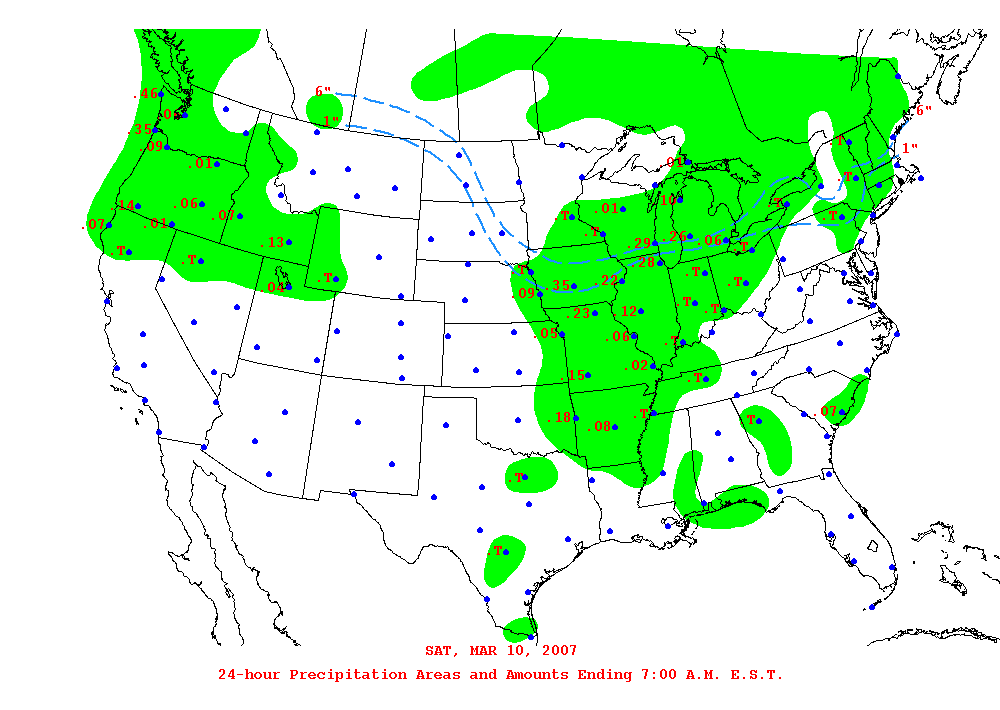 6"
.46
.06
1"
6"
.35
.09
.T
1"
.01
.01
.T
.14
.06
.10
.T
.01
.07
.T
.T
.07
.01
.T
.13
.29
.26
.06
.T
.T
.T
.28
.T
.T
.T
.04
.35
.22
.T
.09
.T
.T
.23
.12
.05
.06
.T
.02
.15
.T
.T
.07
.18
.08
.T
.T
.T
SAT, MAR 10, 2007
24-hour Precipitation Areas and Amounts Ending 7:00 A.M. E.S.T.